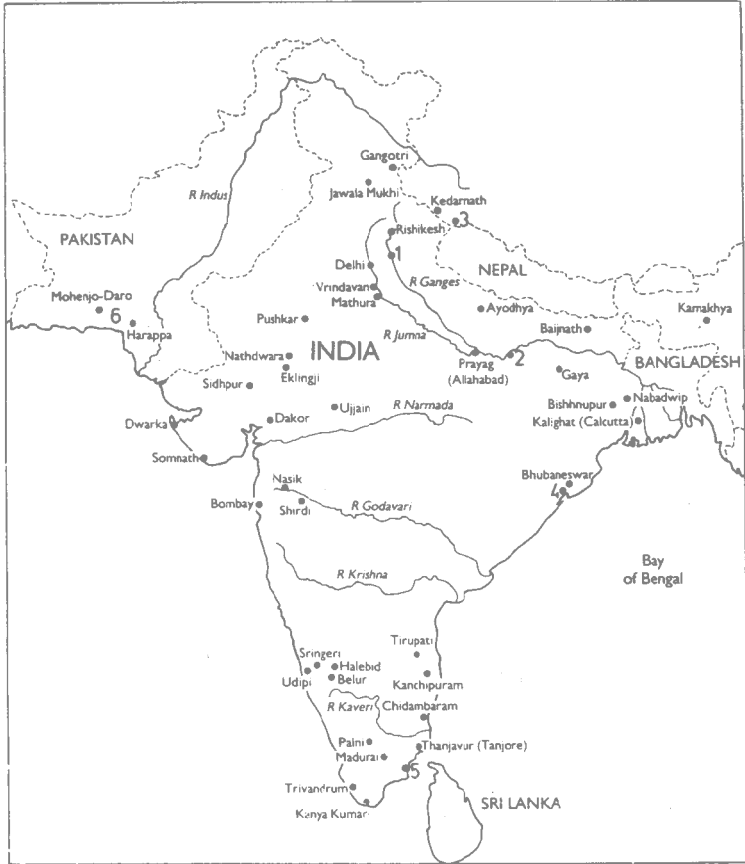 Gangotri
Jawala Mukhi
R Indus
Kedarnath
3
Rishikesh
PAKISTAN
1
Delhi
R Ganges
NEPAL
Vrindavan
Mathura
Mohenjo-Daro
6
Harappa
Pushkar
Ayodhya
Kamakhya
Baijnath
R Jumna
INDIA
Nathdwara
Eklingji
Prayag
(Allahabad)
2
BANGLADESH
Gaya
Sidhpur
Ujjain
R Narmada
Bishhnupur
Nabadwip
Dwarka
Dakor
Kalighat (Calcutta)
Somnath
Nasik
Bhubaneswar
4
Bombay
Shirdi
R Godavari
Bay
of Bengal
R Krishna
Tirupati
Sringeri
Halebid
Udipi
Belur
Kanchipuram
R Kaveri
Chidambaram
Palni
Thanjavur (Tanjore)
Madurai
5
Trivandrum
Kanya Kumar
SRI LANKA